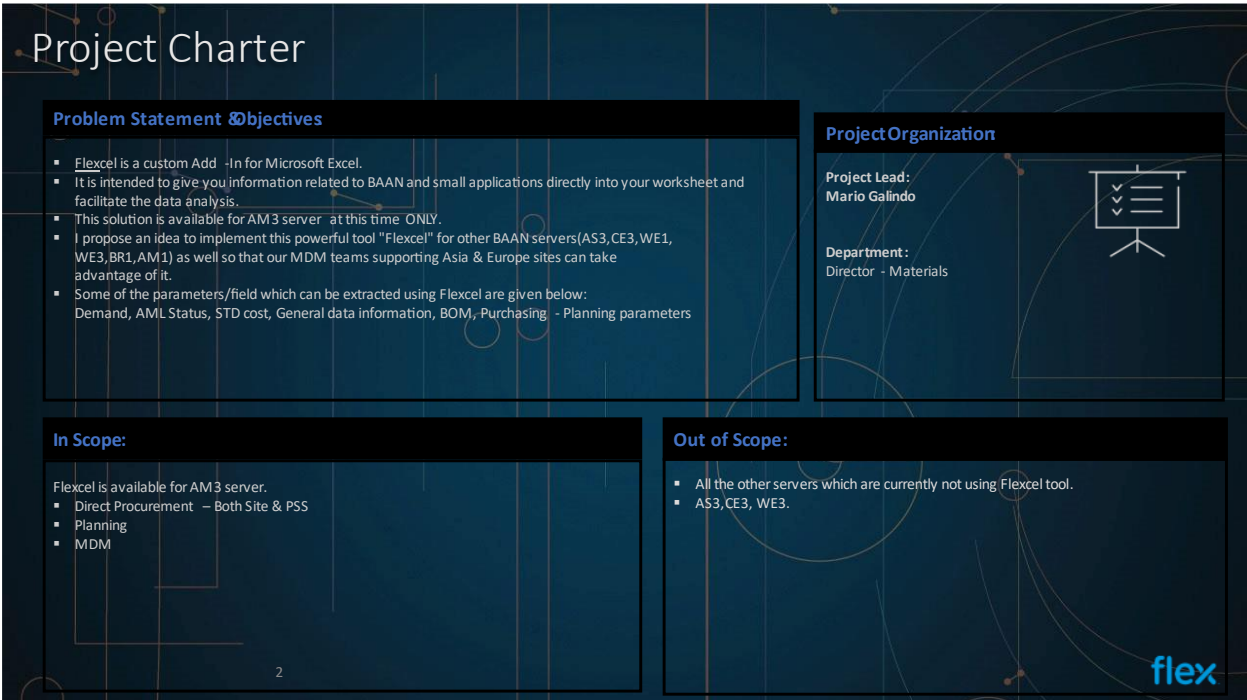 Project Charter
Problem Statement & Objectives
Flexcel is a custom Add -In for Microsoft Excel.
It is intended to give you information related to BAAN and small applications directly into your worksheet and
facilitate the data analysis.
This solution is available for AM3 server at this time ONLY.
I propose an idea to implement this powerful tool "Flexcel" for other BAAN servers(AS3,CE3,WE1,
WE3,BR1,AM1) as well so that our MDM teams supporting Asia & Europe sites can take
advantage of it.
Some of the parameters/field which can be extracted using Flexcel are given below:
Demand, AML Status, STD cost, General data information, BOM, Purchasing - Planning parameters
Project Organization
Project Lead:
Mario Galindo
Department:
Director - Materials
In Scope:
Flexcel is available for AM3 server.
Direct Procurement – Both Site & PSS
Planning
MDM
Out of Scope:
All the other servers which are currently not using Flexcel tool.
AS3,CE3, WE3.
2
flex